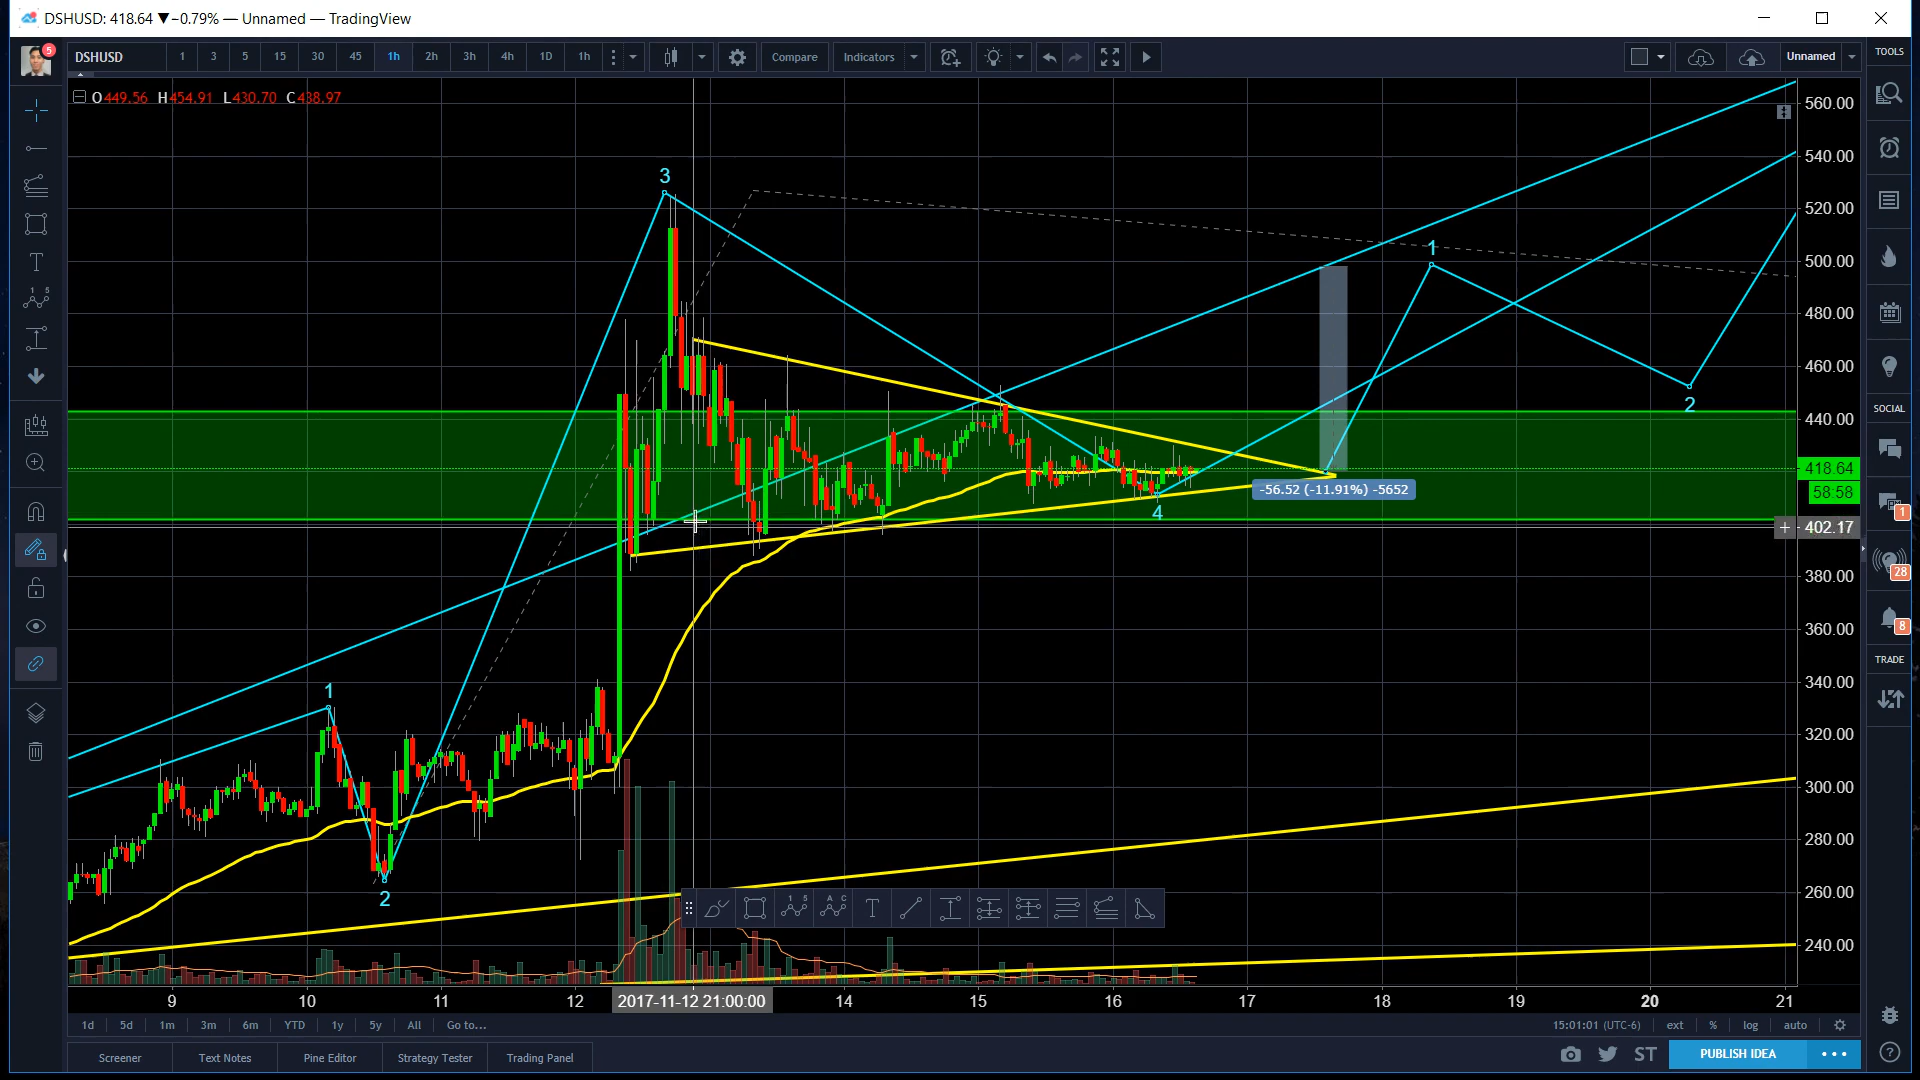 DSHUSD: 418.64 ▼−0.79% — Unnamed — TradingView
5
DSHUSD 1 3 5 15 30 45 1h 2h 3h 4h 1D 1h Compare Indicators Unnamed
TOOLS
O449.56 H454.91 L430.70 C438.97
560.00
540.00
520.00
500.00
480.00
460.00
440.00
418.64
58:58
402.17
380.00
360.00
340.00
320.00
300.00
280.00
260.00
240.00
3
1
2
1
2
4
-56.52 (-11.91%) -5652
SOCIAL
1
28
8
TRADE
1 5
A C
T
9 10 11 12 2017-11-12 21:00:00 14 15 16 17 18 19 20 21
1d 5d 1m 3m 6m YTD 1y 5y All Go to... 15:01:01 (UTC-6) ext % log auto
Screener Text Notes Pine Editor Strategy Tester Trading Panel ST PUBLISH IDEA